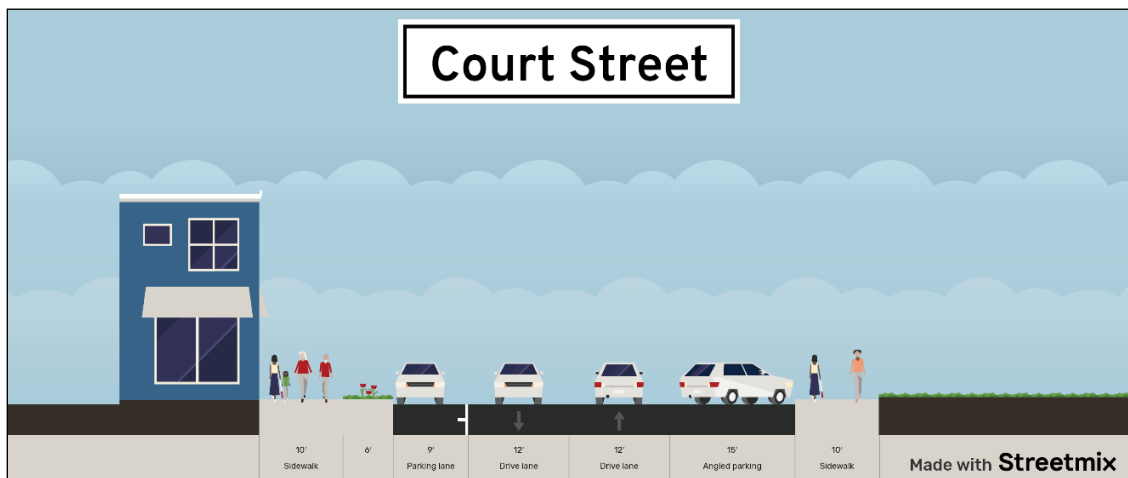 Court Street
10' 6' 9' 12' 12' 15' 10'
Sidewalk Parking lane Drive lane Drive lane Angled parking Sidewalk
Made with Streetmix